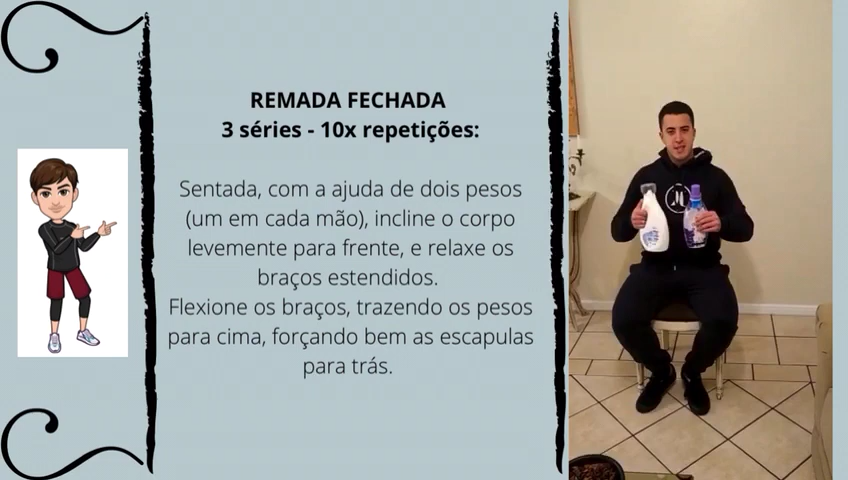 REMADA FECHADA
3 séries - 10x repetições:
Sentada, com a ajuda de dois pesos
(um em cada mão), incline o corpo
levemente para frente, e relaxe os
braços estendidos.
Flexione os braços, trazendo os pesos
para cima, forçando bem as escapulas
para trás.